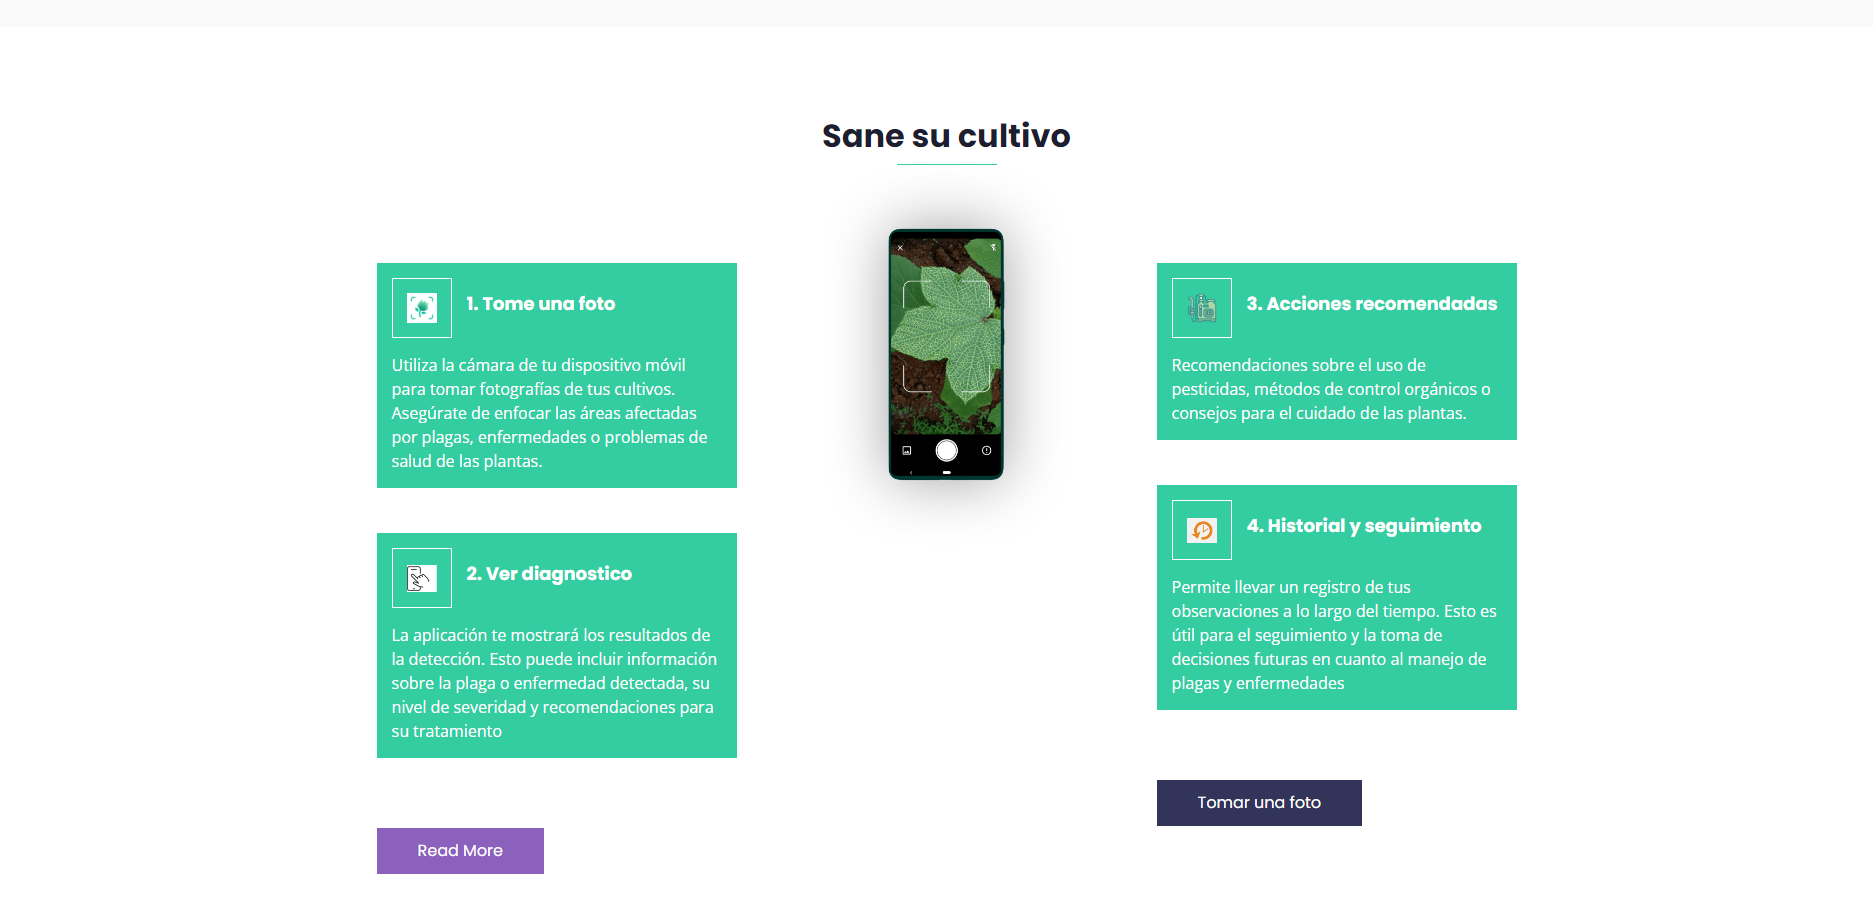 Sane su cultivo
1. Tome una foto
Utiliza la cámara de tu dispositivo móvil
para tomar fotografías de tus cultivos.
Asegúrate de enfocar las áreas afectadas
por plagas, enfermedades o problemas de
salud de las plantas.
2. Ver diagnostico
La aplicación te mostrará los resultados de
la detección. Esto puede incluir información
sobre la plaga o enfermedad detectada, su
nivel de severidad y recomendaciones para
su tratamiento
Read More
3. Acciones recomendadas
Recomendaciones sobre el uso de
pesticidas, métodos de control orgánicos o
consejos para el cuidado de las plantas.
4. Historial y seguimiento
Permite llevar un registro de tus
observaciones a lo largo del tiempo. Esto es
útil para el seguimiento y la toma de
decisiones futuras en cuanto al manejo de
plagas y enfermedades
Tomar una foto